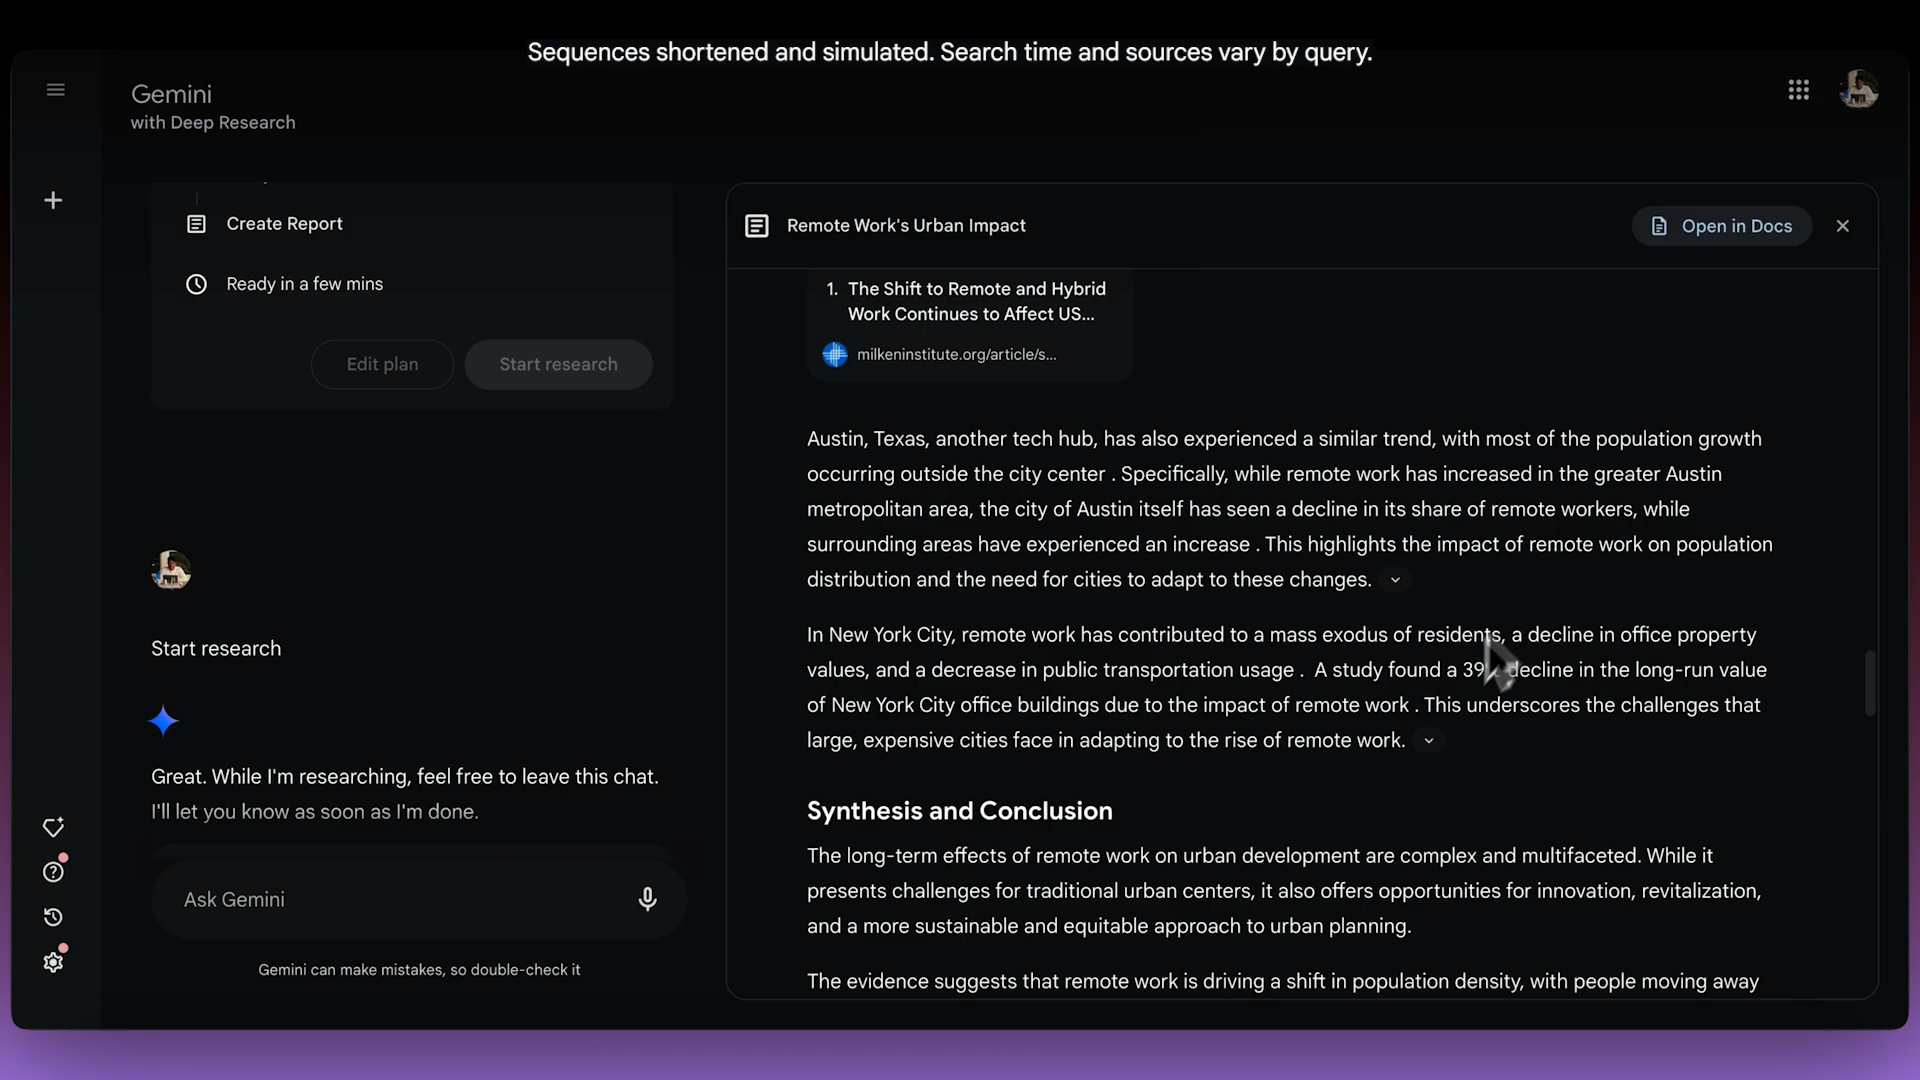 Sequences shortened and simulated. Search time and sources vary by query.
Gemini
with Deep Research
Create Report
Ready in a few mins
Edit plan
Start research
Start research
Great. While I'm researching, feel free to leave this chat.
I'll let you know as soon as I'm done.
Ask Gemini
Gemini can make mistakes, so double-check it
Remote Work's Urban Impact
Open in Docs
1. The Shift to Remote and Hybrid
Work Continues to Affect US...
milkeninstitute.org/article/s...
Austin, Texas, another tech hub, has also experienced a similar trend, with most of the population growth
occurring outside the city center . Specifically, while remote work has increased in the greater Austin
metropolitan area, the city of Austin itself has seen a decline in its share of remote workers, while
surrounding areas have experienced an increase . This highlights the impact of remote work on population
distribution and the need for cities to adapt to these changes.
In New York City, remote work has contributed to a mass exodus of residents, a decline in office property
values, and a decrease in public transportation usage . A study found a 39% decline in the long-run value
of New York City office buildings due to the impact of remote work . This underscores the challenges that
large, expensive cities face in adapting to the rise of remote work.
Synthesis and Conclusion
The long-term effects of remote work on urban development are complex and multifaceted. While it
presents challenges for traditional urban centers, it also offers opportunities for innovation, revitalization,
and a more sustainable and equitable approach to urban planning.
The evidence suggests that remote work is driving a shift in population density, with people moving away